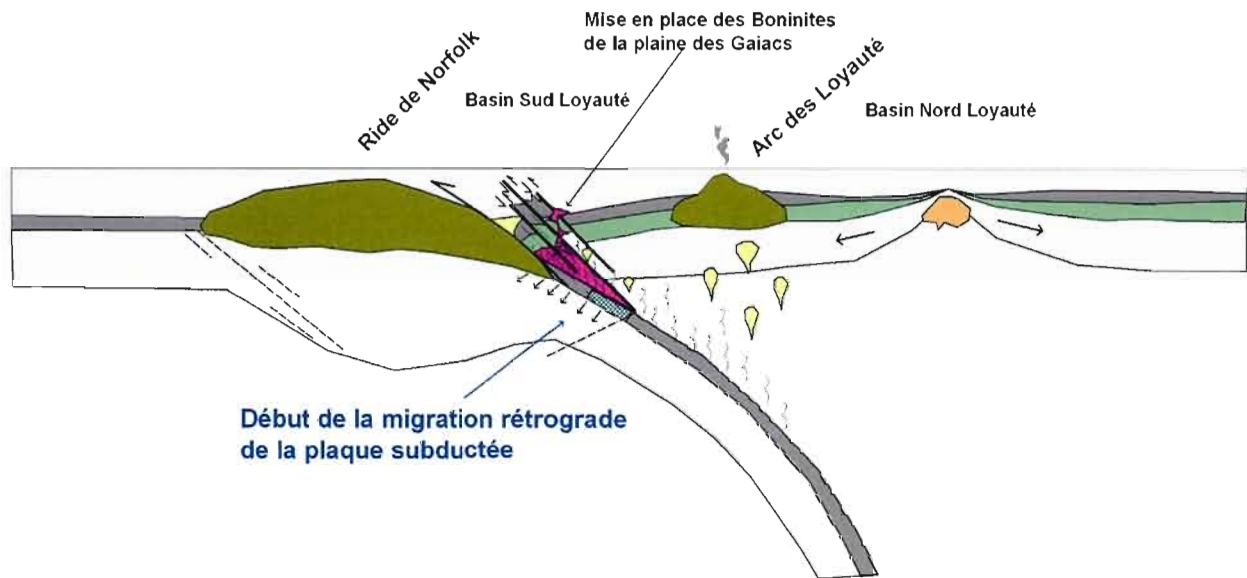 Mise en place des Boninites
de la plaine des Gaiacs
Ride de Norfolk
Basin Sud Loyauté
Arc des Loyauté
Basin Nord Loyauté
Début de la migration rétrograde
de la plaque subductée